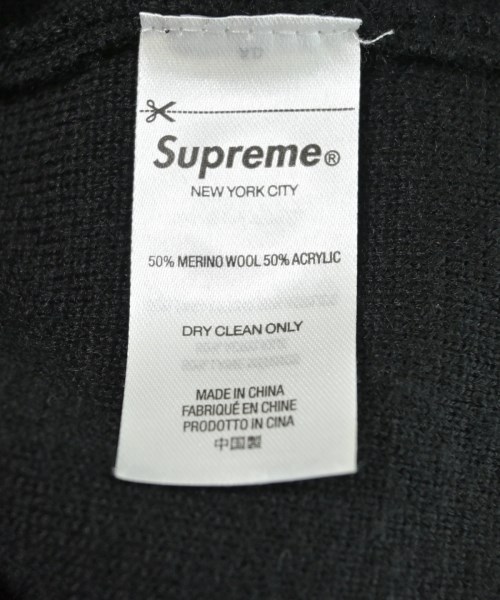 Supreme®
NEW YORK CITY
50% MERINO WOOL 50% ACRYLIC
DRY CLEAN ONLY
MADE IN CHINA
FABRIQUÉ EN CHINE
PRODOTTO IN CINA
中国製